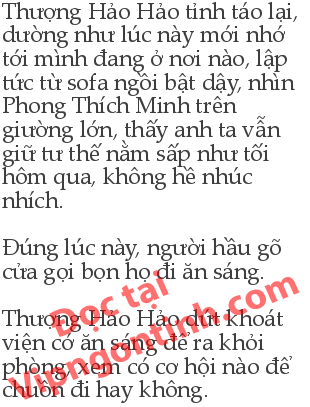 Thượng Hảo Hảo tỉnh táo lại,
dường như lúc này mới nhớ
tới mình đang ở nơi nào, lập
tức từ sofa ngồi bật dậy, nhìn
Phong Thích Minh trên
giường lớn, thấy anh ta vẫn
giữ tư thế nằm sấp như tối
hôm qua, không hề nhúc
nhích.
Đúng lúc này, người hầu gõ
cửa gọi bọn họ đi ăn sáng.
Đọc tại
Vipngontinh.com
Thượng Hảo Hảo dứt khoát
viện cớ ăn sáng để ra khỏi
phòng, xem có cơ hội nào để
chuồn đi hay không.